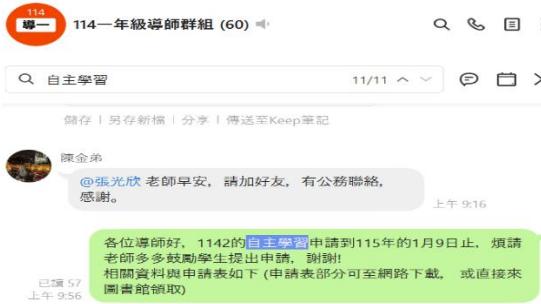 114
導一
114一年級導師群組 (60)
自主學習
11/11
儲存 | 另存新檔 | 分享 | 傳送至Keep筆記
陳金弟
@張光欣 老師早安，請加好友，有公務聯絡，
感謝。
上午 9:16
各位導師好，1142的自主學習申請到115年的1月9日止，煩請
老師多多鼓勵學生提出申請，謝謝!
相關資料與申請表如下 (申請表部分可至網路下載，或直接來
圖書館領取)
已讀 57
上午 9:56